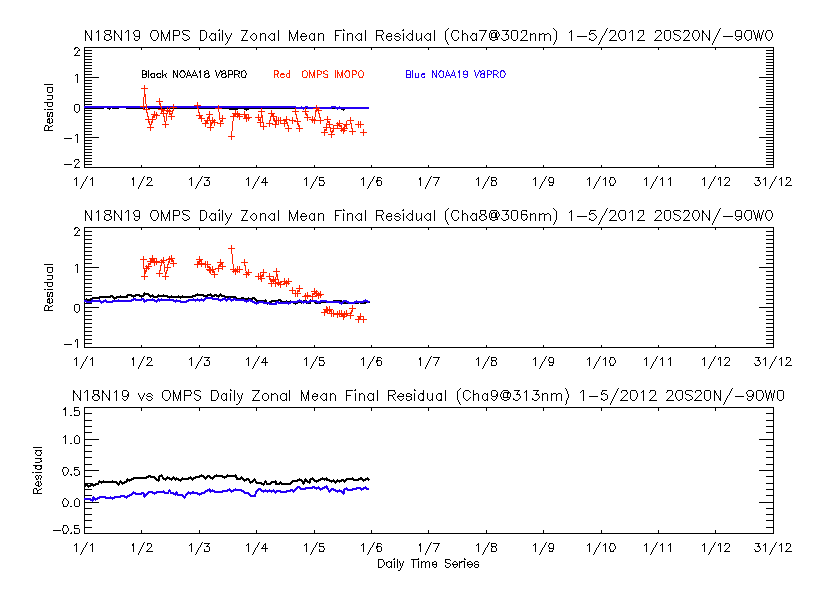 N18N19 OMPS Daily Zonal Mean Final Residual (Cha7@302nm) 1-5/2012 20S20N/-90W0
2
Black NOAA18 V8PRO Red OMPS IMOPO Blue NOAA19 V8PRO
1
0
-1
-2
Residual
1/1 1/2 1/3 1/4 1/5 1/6 1/7 1/8 1/9 1/10 1/11 1/12 31/12
N18N19 OMPS Daily Zonal Mean Final Residual (Cha8@306nm) 1-5/2012 20S20N/-90W0
2
1
0
-1
Residual
1/1 1/2 1/3 1/4 1/5 1/6 1/7 1/8 1/9 1/10 1/11 1/12 31/12
N18N19 vs OMPS Daily Zonal Mean Final Residual (Cha9@313nm) 1-5/2012 20S20N/-90W0
1.5
1.0
0.5
0.0
-0.5
Residual
1/1 1/2 1/3 1/4 1/5 1/6 1/7 1/8 1/9 1/10 1/11 1/12 31/12
Daily Time Series